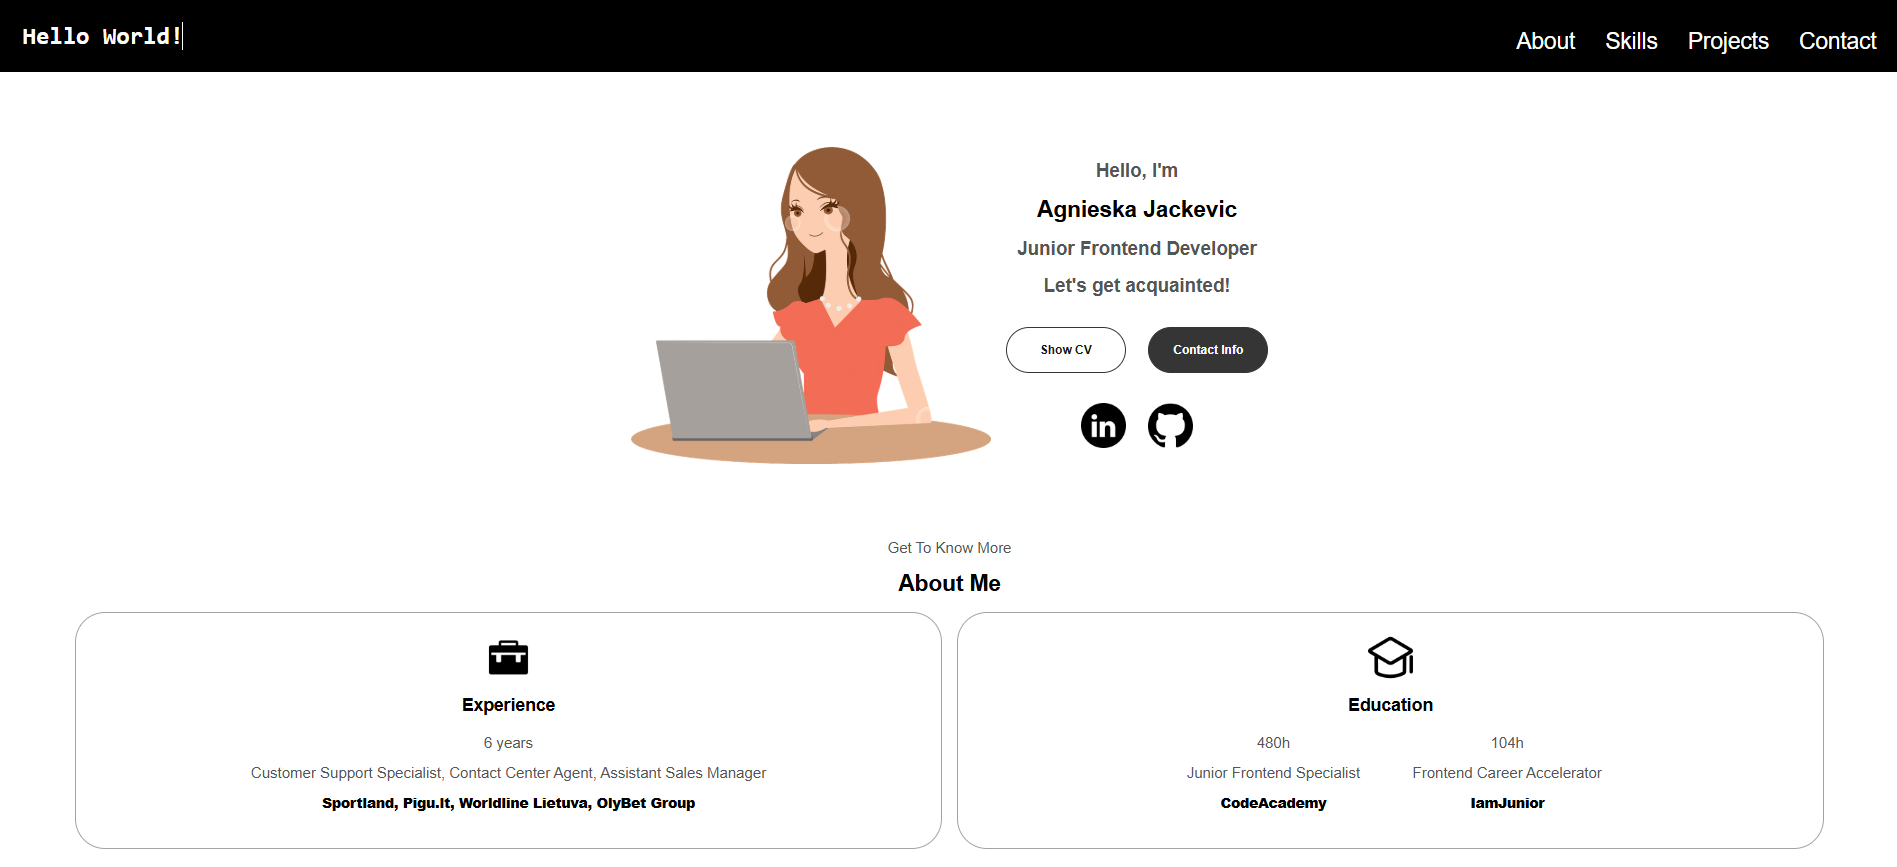 Hello World!
About Skills Projects Contact
Hello, I'm
Agnieska Jackevic
Junior Frontend Developer
Let's get acquainted!
Show CV
Contact Info
in
Get To Know More
About Me
Experience
6 years
Customer Support Specialist, Contact Center Agent, Assistant Sales Manager
Sportland, Pigu.lt, Worldline Lietuva, OlyBet Group
Education
480h
Junior Frontend Specialist
CodeAcademy
104h
Frontend Career Accelerator
IamJunior